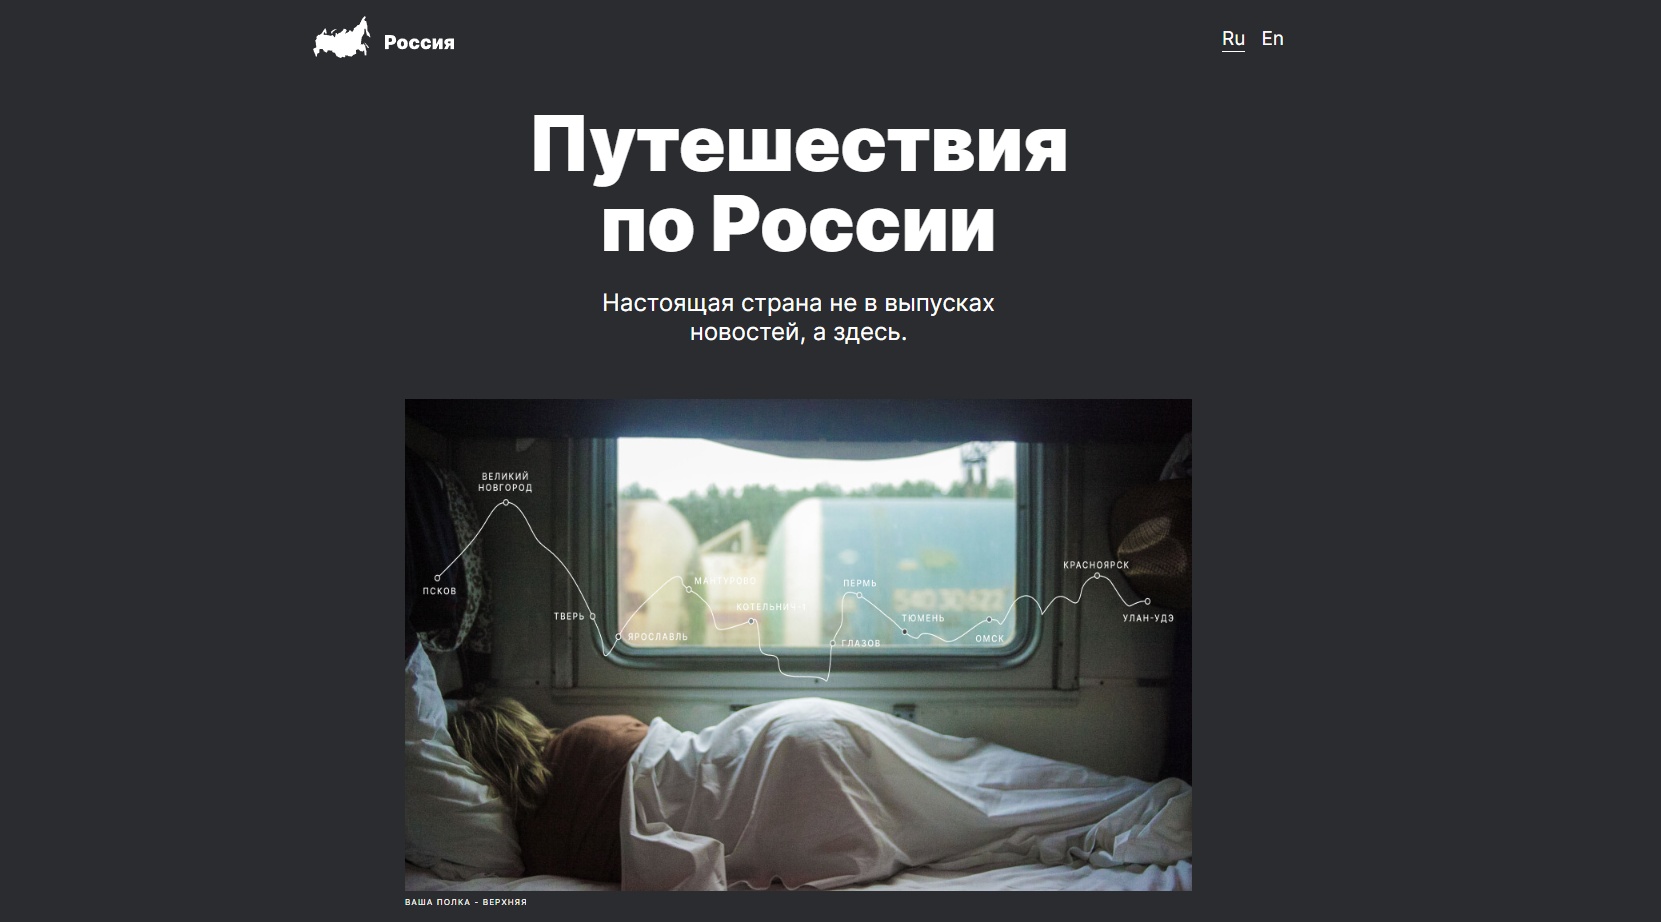 Россия
Ru En
Путешествия
по России
Настоящая страна не в выпусках
новостей, а здесь.
ВЕЛИКИЙ
НОВГОРОД
ПСКОВ
ТВЕРЬ
ЯРОСЛАВЛЬ
МАНТУРОВО
КОТЕЛЬНИЧ-1
ГЛАЗОВ
ПЕРМЬ
ТЮМЕНЬ
ОМСК
КРАСНОЯРСК
УЛАН-УДЭ
ВАША ПОЛКА – ВЕРХНЯЯ